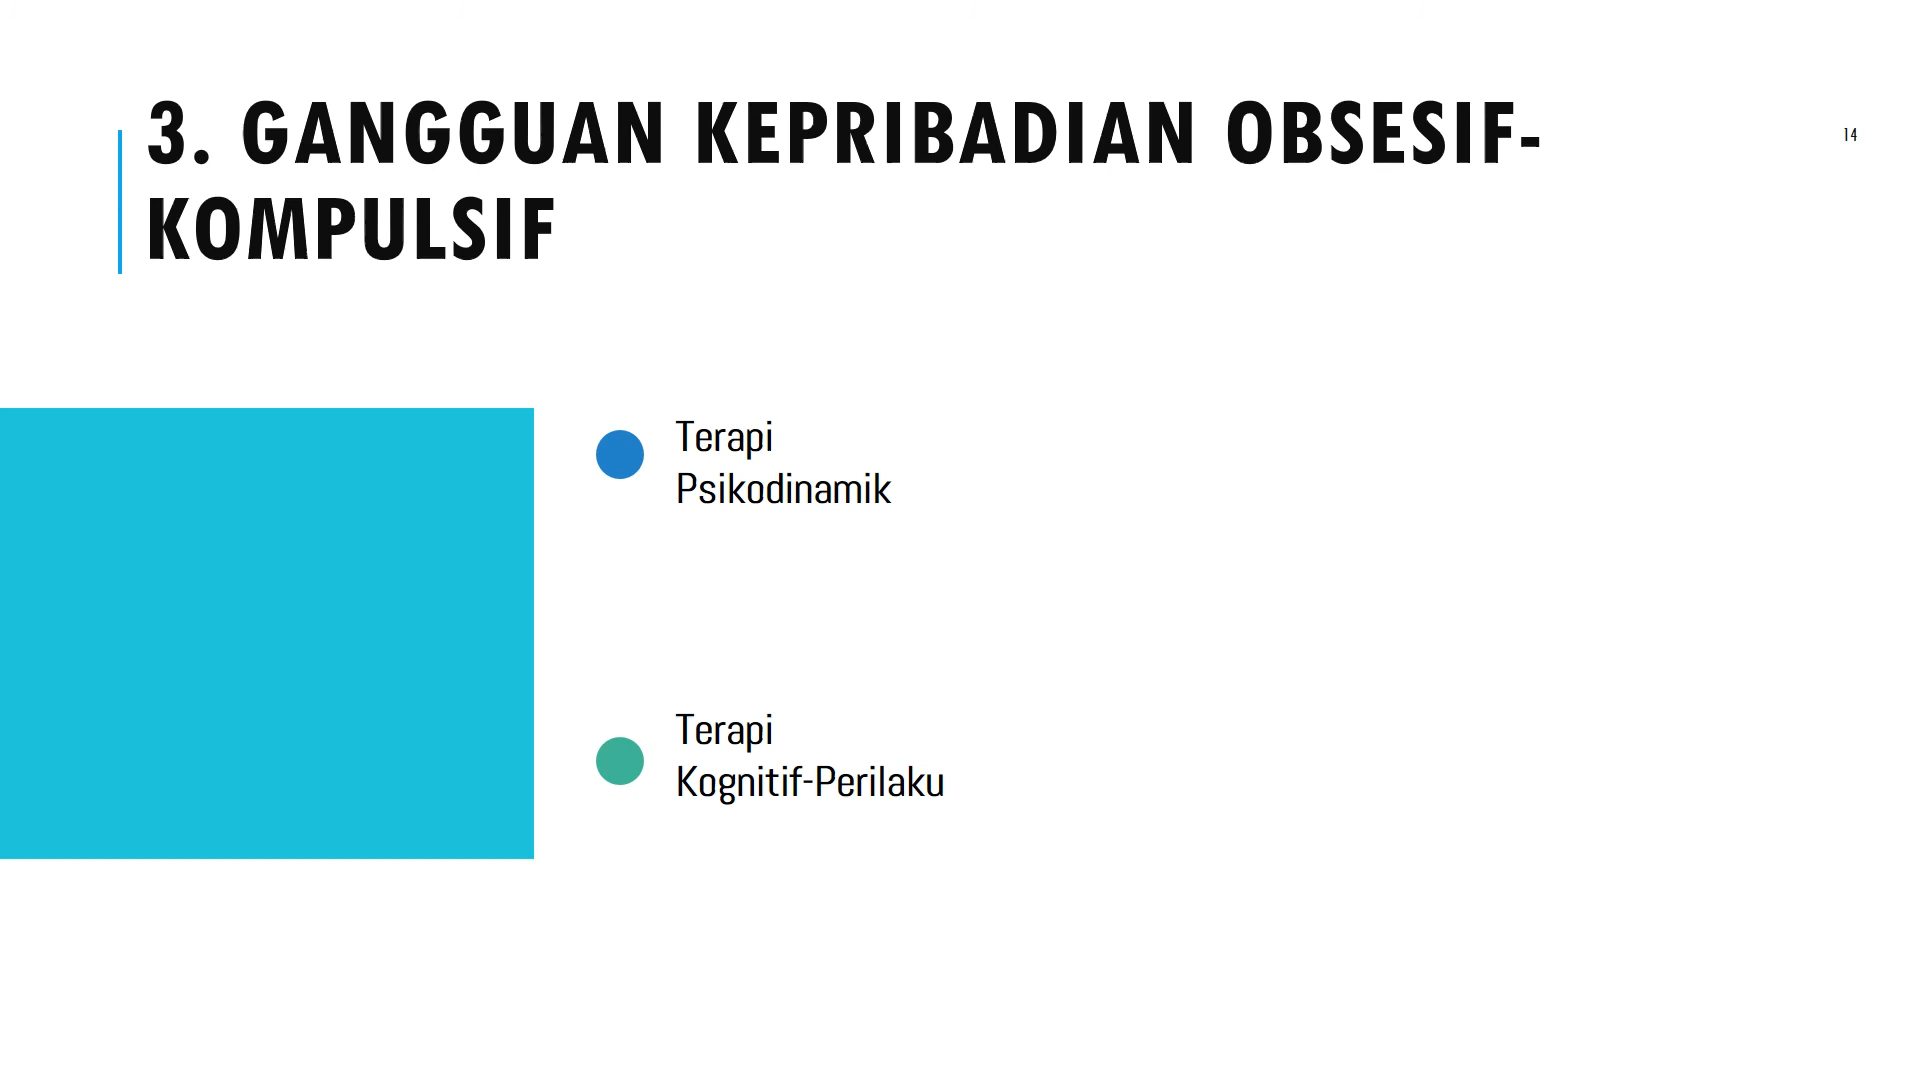 3. GANGGUAN KEPRIBADIAN OBSESIF-
KOMPULSIF
14
Terapi
Psikodinamik
Terapi
Kognitif-Perilaku